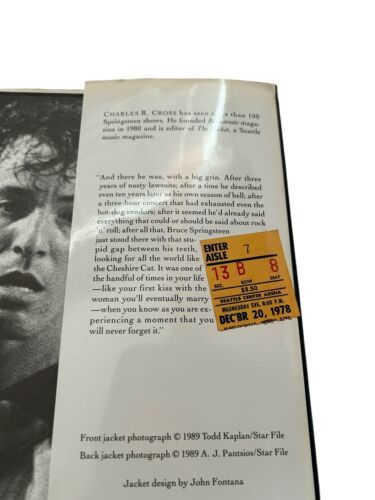 CHARLES R. CROSS has seen more than 100
Springsteen shows. He founded Backstreets maga-
zine in 1980 and is editor of The Rocket, a Seattle
music magazine.
"And there he was, with a big grin. After three
years of nasty lawsuits; after a time he described
even ten years later as his own season of hell; after
a three-hour concert that had exhausted even the
hot-dog vendors; after it seemed he'd already said
everything that could or should be said about rock
'n' roll; after all that, Bruce Springsteen
just stood there with that stu-
pid gap between his teeth,
looking for all the world like
the Cheshire Cat. It was one of
the handful of times in your life
—like your first kiss with the
woman you'll eventually marry
—when you know as you are ex-
periencing a moment that you
will never forget it."
ENTER
AISLE 7
13 B 8
SEC. ROW SEAT
$8.50
SEATTLE CENTER ARENA
WEDNESDAY EVE. 8:00 P.M.
DEC'BR 20, 1978
Front jacket photograph © 1989 Todd Kaplan/Star File
Back jacket photograph © 1989 A. J. Pantsios/Star File
Jacket design by John Fontana